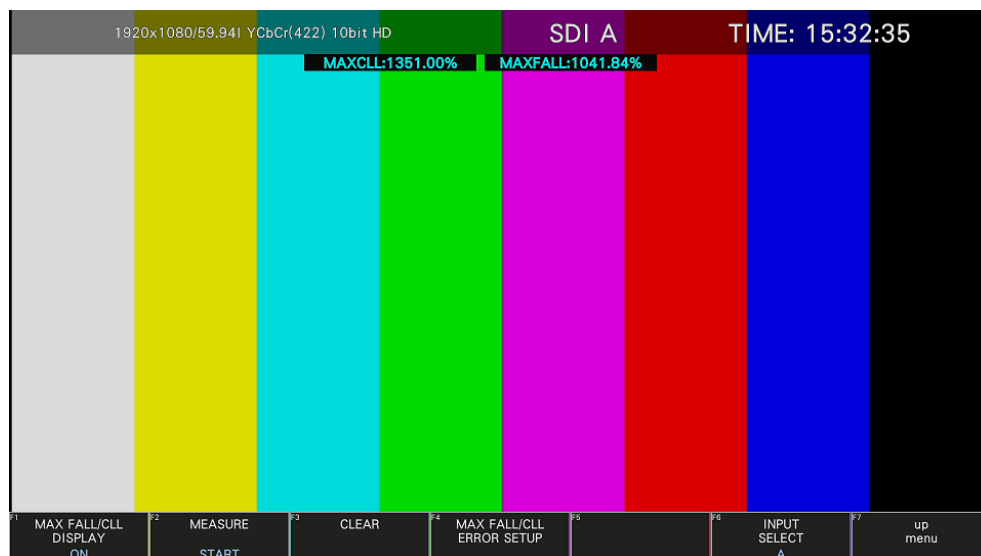 1920x1080/59.94I YCbCr(422) 10bit HD SDI A TIME: 15:32:35
MAXCLL:1351.00% MAXFALL:1041.84%
F1 MAX FALL/CLL DISPLAY ON
F2 MEASURE START
F3 CLEAR
F4 MAX FALL/CLL ERROR SETUP
F5
F6 INPUT SELECT A
F7 up menu